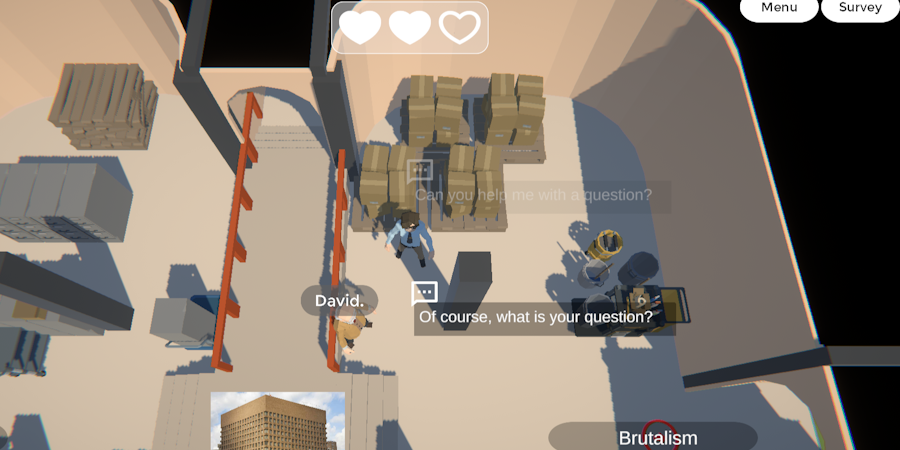 Menu
Survey
Can you help me with a question?
David.
Of course, what is your question?
Brutalism